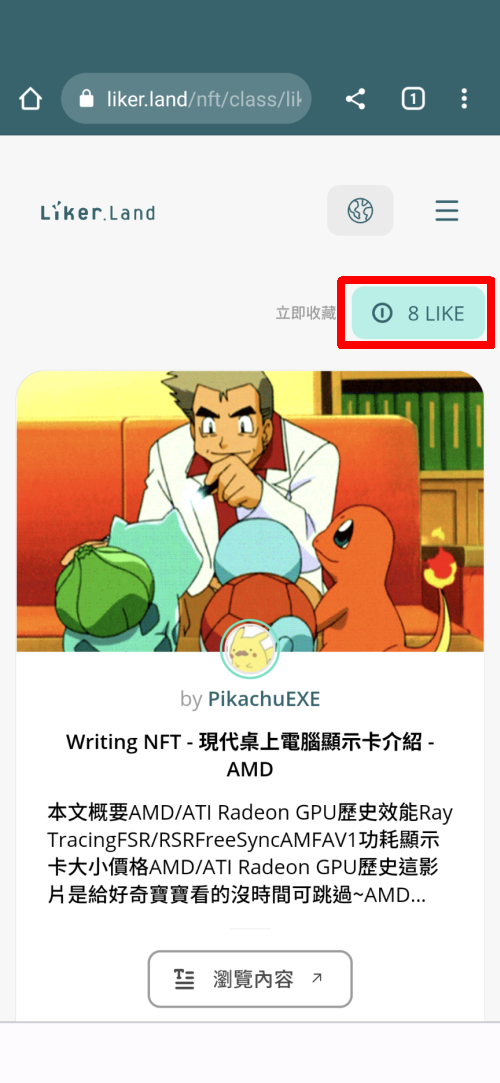 liker.land/nft/class/lik
1
Liker.Land
立即收藏
8 LIKE
by PikachuEXE
Writing NFT - 現代桌上電腦顯示卡介紹 -
AMD
本文概要AMD/ATI Radeon GPU歷史效能Ray
TracingFSR/RSRFreeSyncAMFAV1功耗顯示
卡大小價格AMD/ATI Radeon GPU歷史這影
片是給好奇寶寶看的沒時間可跳過~AMD...
瀏覽內容